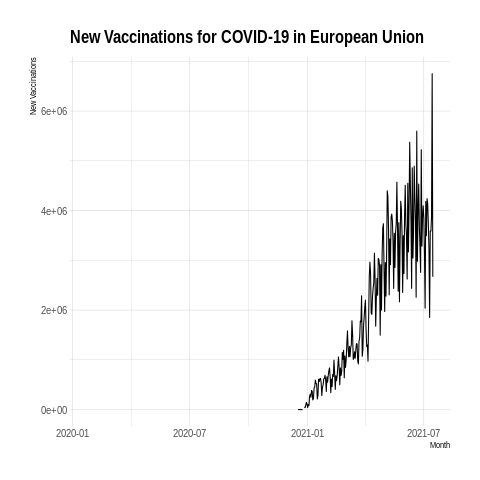 New Vaccinations for COVID-19 in European Union
New Vaccinations
6e+06
4e+06
2e+06
0e+00
2020-01 2020-07 2021-01 2021-07
Month